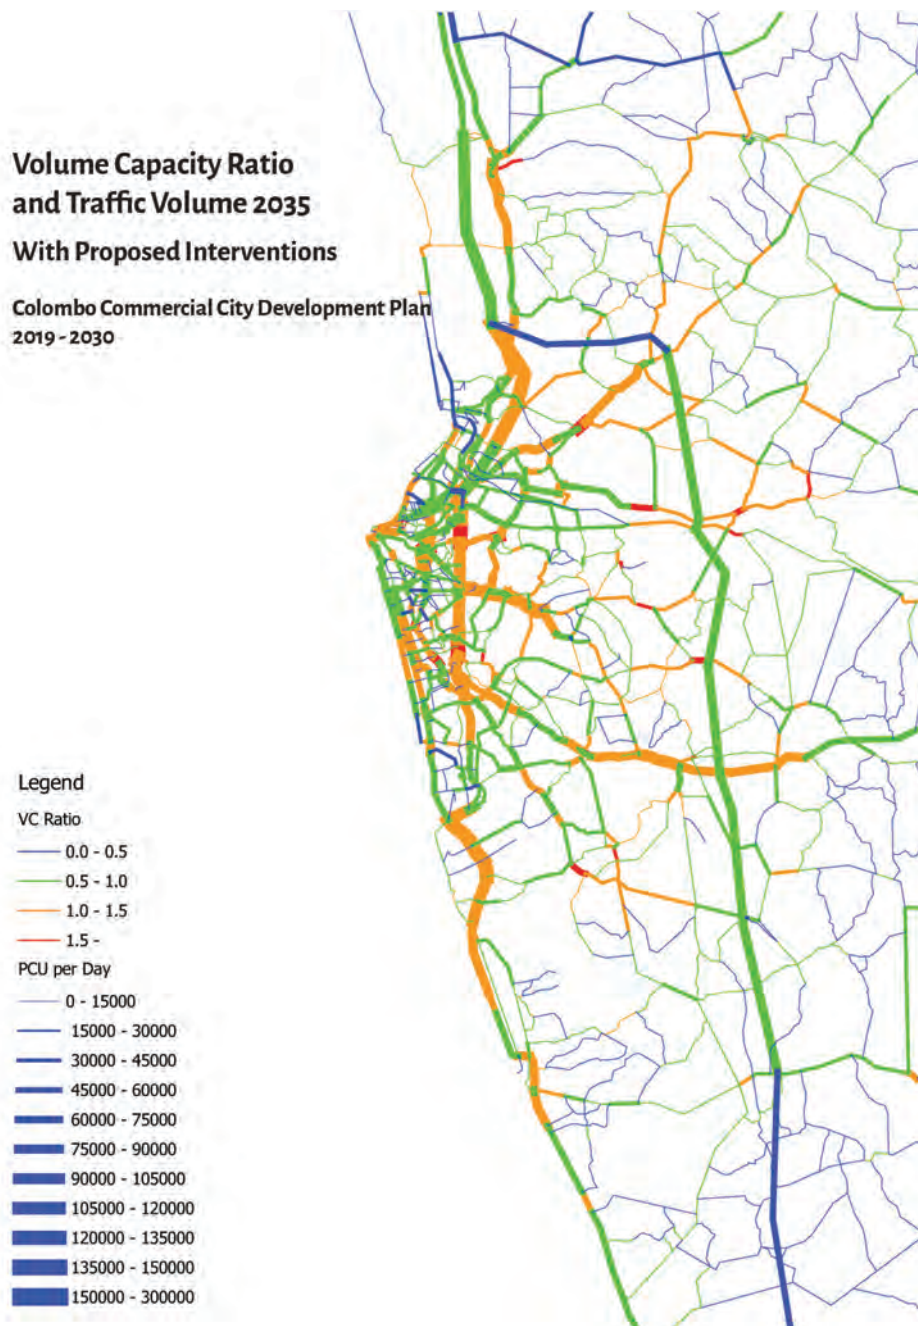 Volume Capacity Ratio
and Traffic Volume 2035
With Proposed Interventions
Colombo Commercial City Development Plan
2019 - 2030
Legend
VC Ratio
0.0 - 0.5
0.5 - 1.0
1.0 - 1.5
1.5 -
PCU per Day
0 - 15000
15000 - 30000
30000 - 45000
45000 - 60000
60000 - 75000
75000 - 90000
90000 - 105000
105000 - 120000
120000 - 135000
135000 - 150000
150000 - 300000